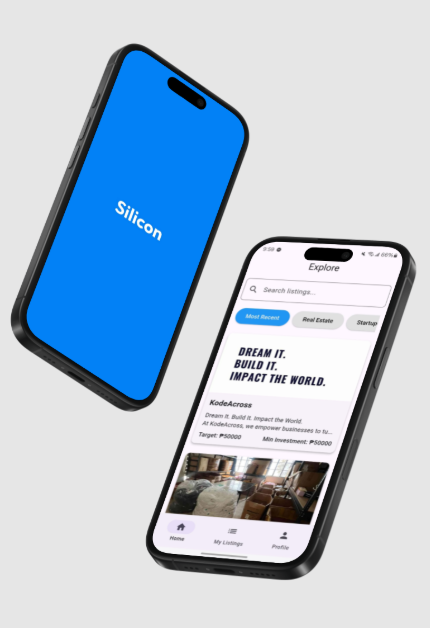 Silicon
9:59
66%
Explore
Search listings...
Most Recent
Real Estate
Startup
DREAM IT.
BUILD IT.
IMPACT THE WORLD.
KodeAcross
Dream It. Build It. Impact the World.
At KodeAcross, we empower businesses to tu...
Target: ₱50000
Min Investment: ₱50000
Home
My Listings
Profile